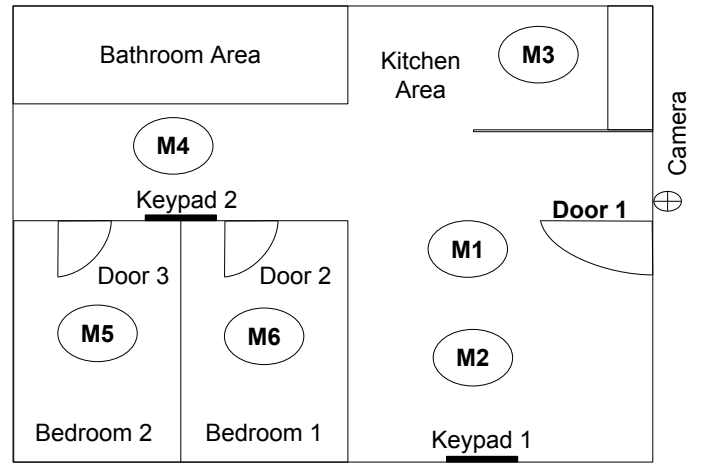 Bathroom Area
Kitchen
Area
M3
Camera
M4
Keypad 2
Door 1
M1
Door 3
Door 2
M5
M6
M2
Bedroom 2
Bedroom 1
Keypad 1